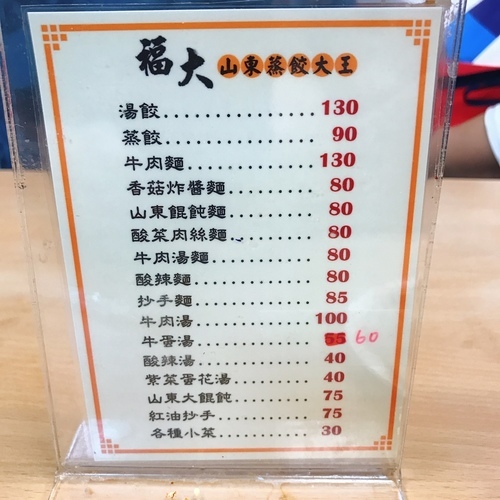 福大 山東蒸餃大王
湯餃................130
蒸餃................90
牛肉麵..............130
香菇炸醬麵..........80
山東餛飩麵..........80
酸菜肉絲麵..........80
牛肉湯麵............80
酸辣麵..............80
抄手麵..............85
牛肉湯..............100
牛蛋湯..............55 60
酸辣湯..............40
紫菜蛋花湯..........40
山東大餛飩..........75
紅油抄手............75
各種小菜............30